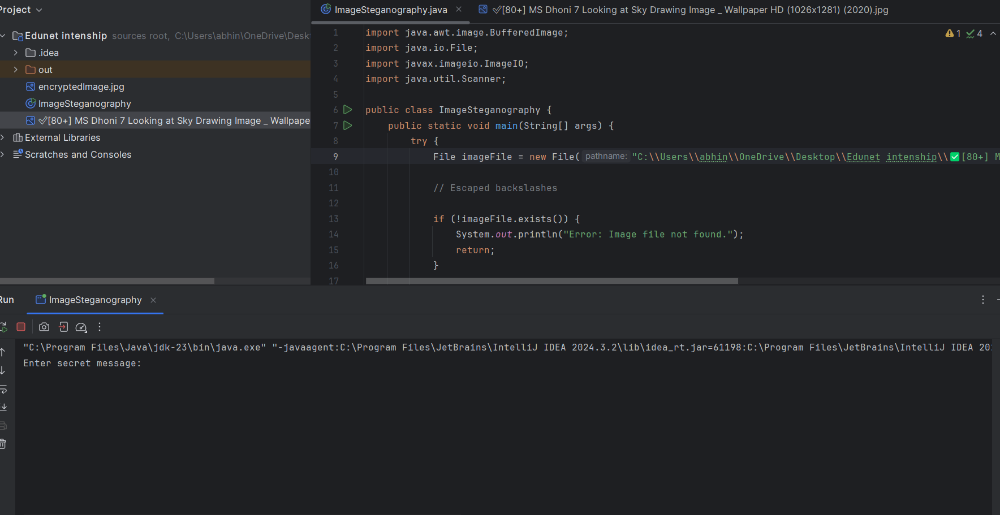 Project
Edunet intenship sources root, C:\Users\abhin\OneDrive\Deskt
.idea
out
encryptedImage.jpg
ImageSteganography
✅[80+] MS Dhoni 7 Looking at Sky Drawing Image _ Wallpape
External Libraries
Scratches and Consoles
ImageSteganography.java
✅[80+] MS Dhoni 7 Looking at Sky Drawing Image _ Wallpaper HD (1026x1281) (2020).jpg
1 import java.awt.image.BufferedImage;
1 4
2 import java.io.File;
3 import javax.imageio.ImageIO;
4 import java.util.Scanner;
5
6 public class ImageSteganography {
7 public static void main(String[] args) {
8 try {
9 File imageFile = new File( pathname: "C:\\Users\\abhin\\OneDrive\\Desktop\\Edunet intenship\\✅[80+] M
10
11 // Escaped backslashes
12
13 if (!imageFile.exists()) {
14 System.out.println("Error: Image file not found.");
15 return;
16 }
17
Run
ImageSteganography
"C:\Program Files\Java\jdk-23\bin\java.exe" "-javaagent:C:\Program Files\JetBrains\IntelliJ IDEA 2024.3.2\lib\idea_rt.jar=61198:C:\Program Files\JetBrains\IntelliJ IDEA 202
Enter secret message: